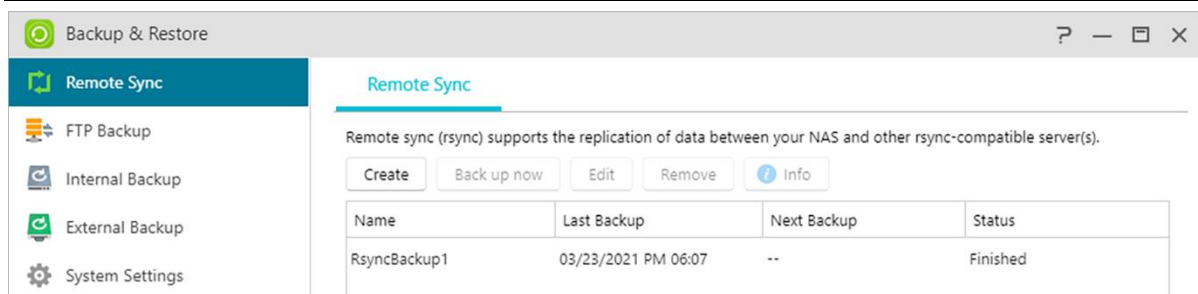 Backup & Restore
Remote Sync
FTP Backup
Internal Backup
External Backup
System Settings
Remote Sync
Remote sync (rsync) supports the replication of data between your NAS and other rsync-compatible server(s).
Create Back up now Edit Remove Info
Name Last Backup Next Backup Status
RsyncBackup1 03/23/2021 PM 06:07 -- Finished